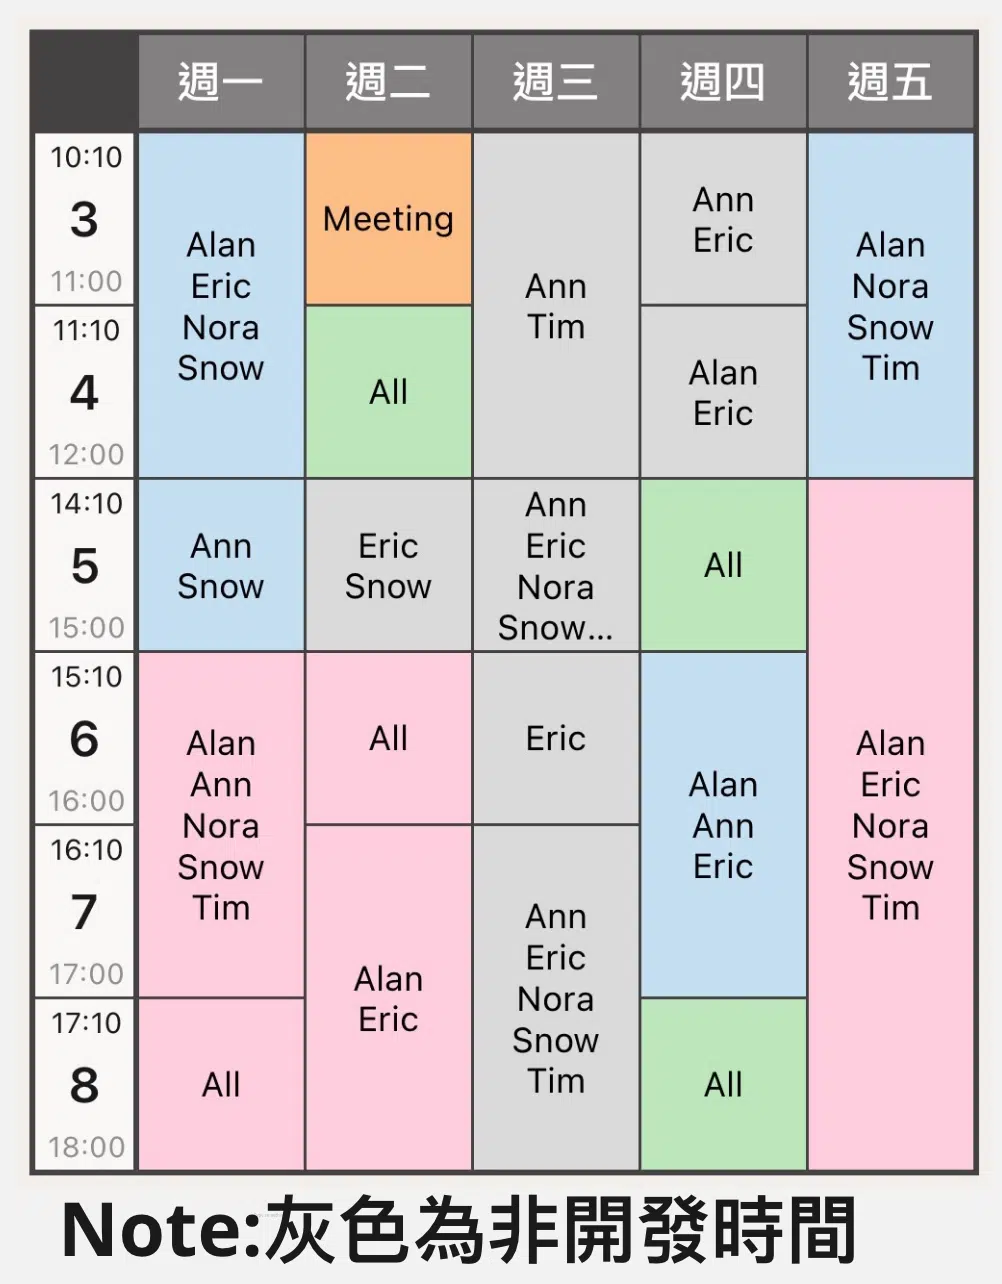 週一 週二 週三 週四 週五
10:10
3
11:00
11:10
4
12:00
14:10
5
15:00
15:10
6
16:00
16:10
7
17:00
17:10
8
18:00
Alan
Eric
Nora
Snow
Ann
Snow
Alan
Ann
Nora
Snow
Tim
All
Meeting
All
Eric
Snow
All
Alan
Eric
Ann
Tim
Ann
Eric
Nora
Snow...
Eric
Ann
Eric
Nora
Snow
Tim
Ann
Eric
Alan
Eric
All
Alan
Ann
Eric
All
Alan
Nora
Snow
Tim
Alan
Eric
Nora
Snow
Tim
Note:灰色為非開發時間